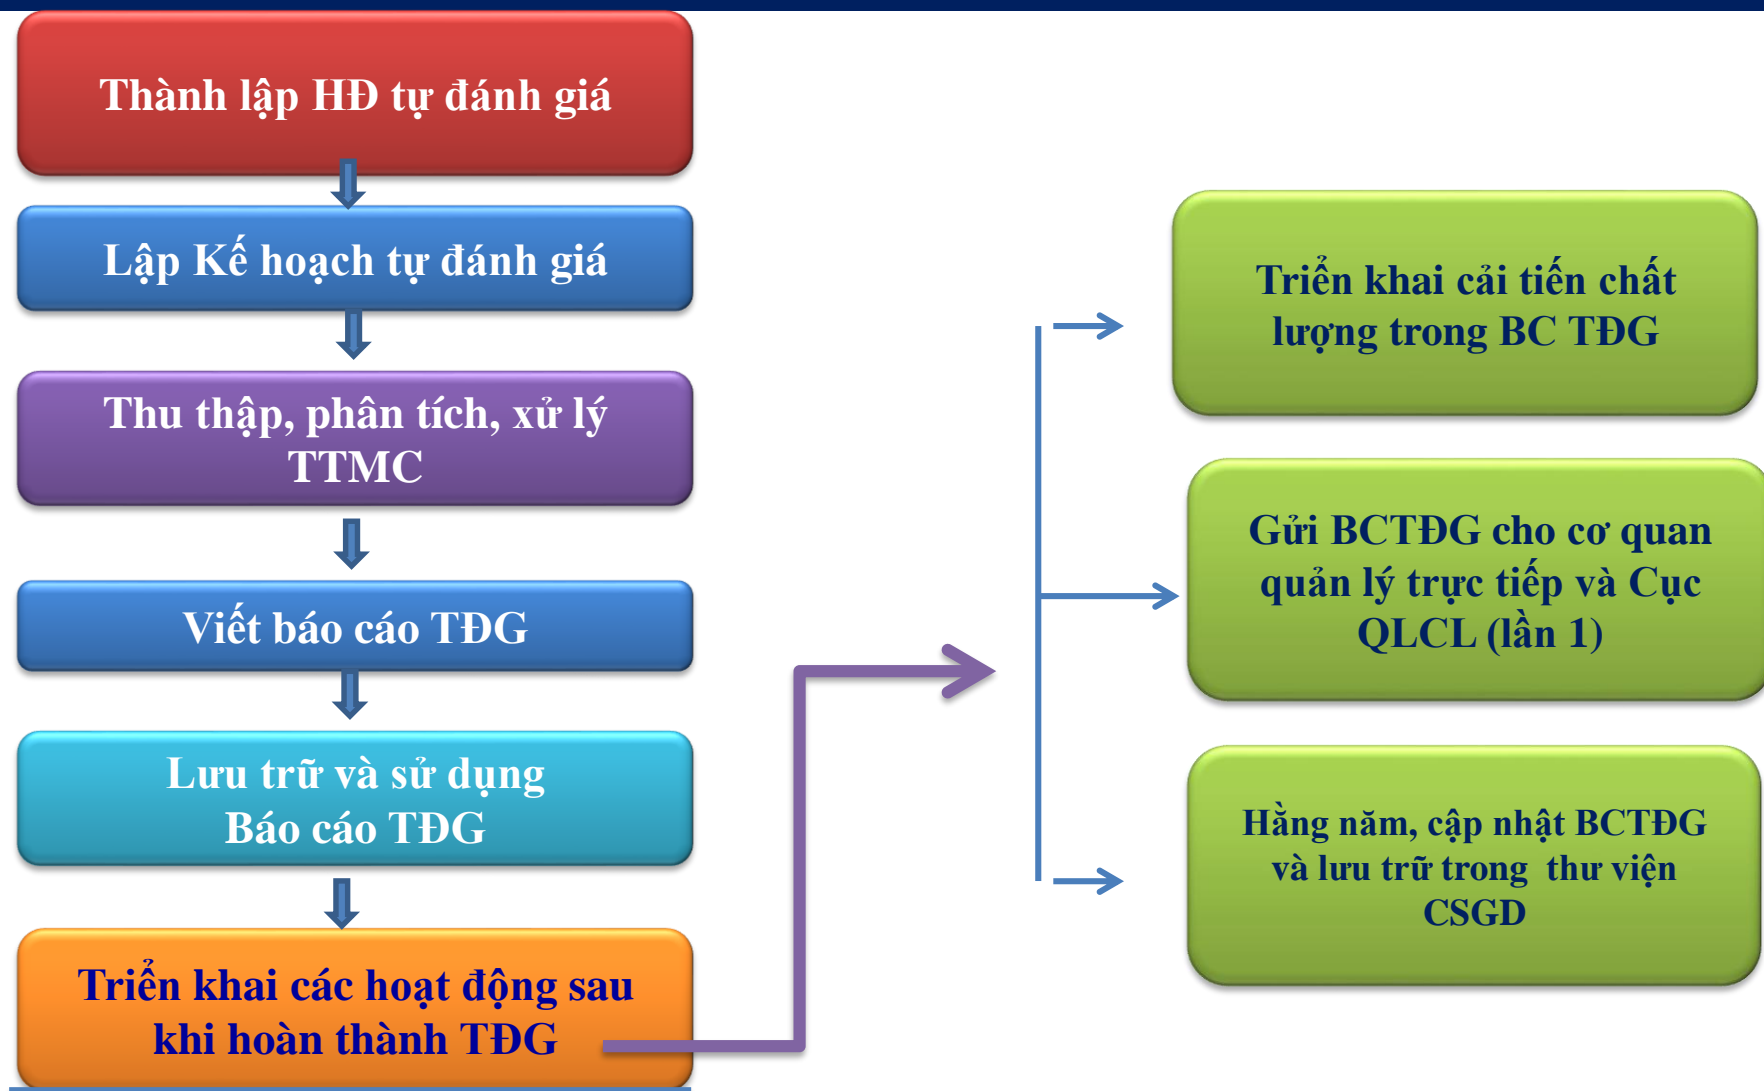 Thành lập HĐ tự đánh giá
Lập Kế hoạch tự đánh giá
Thu thập, phân tích, xử lý
TTMC
Viết báo cáo TĐG
Lưu trữ và sử dụng
Báo cáo TĐG
Triển khai các hoạt động sau
khi hoàn thành TĐG
Triển khai cải tiến chất
lượng trong BC TĐG
Gửi BCTĐG cho cơ quan
quản lý trực tiếp và Cục
QLCL (lần 1)
Hằng năm, cập nhật BCTĐG
và lưu trữ trong thư viện
CSGD